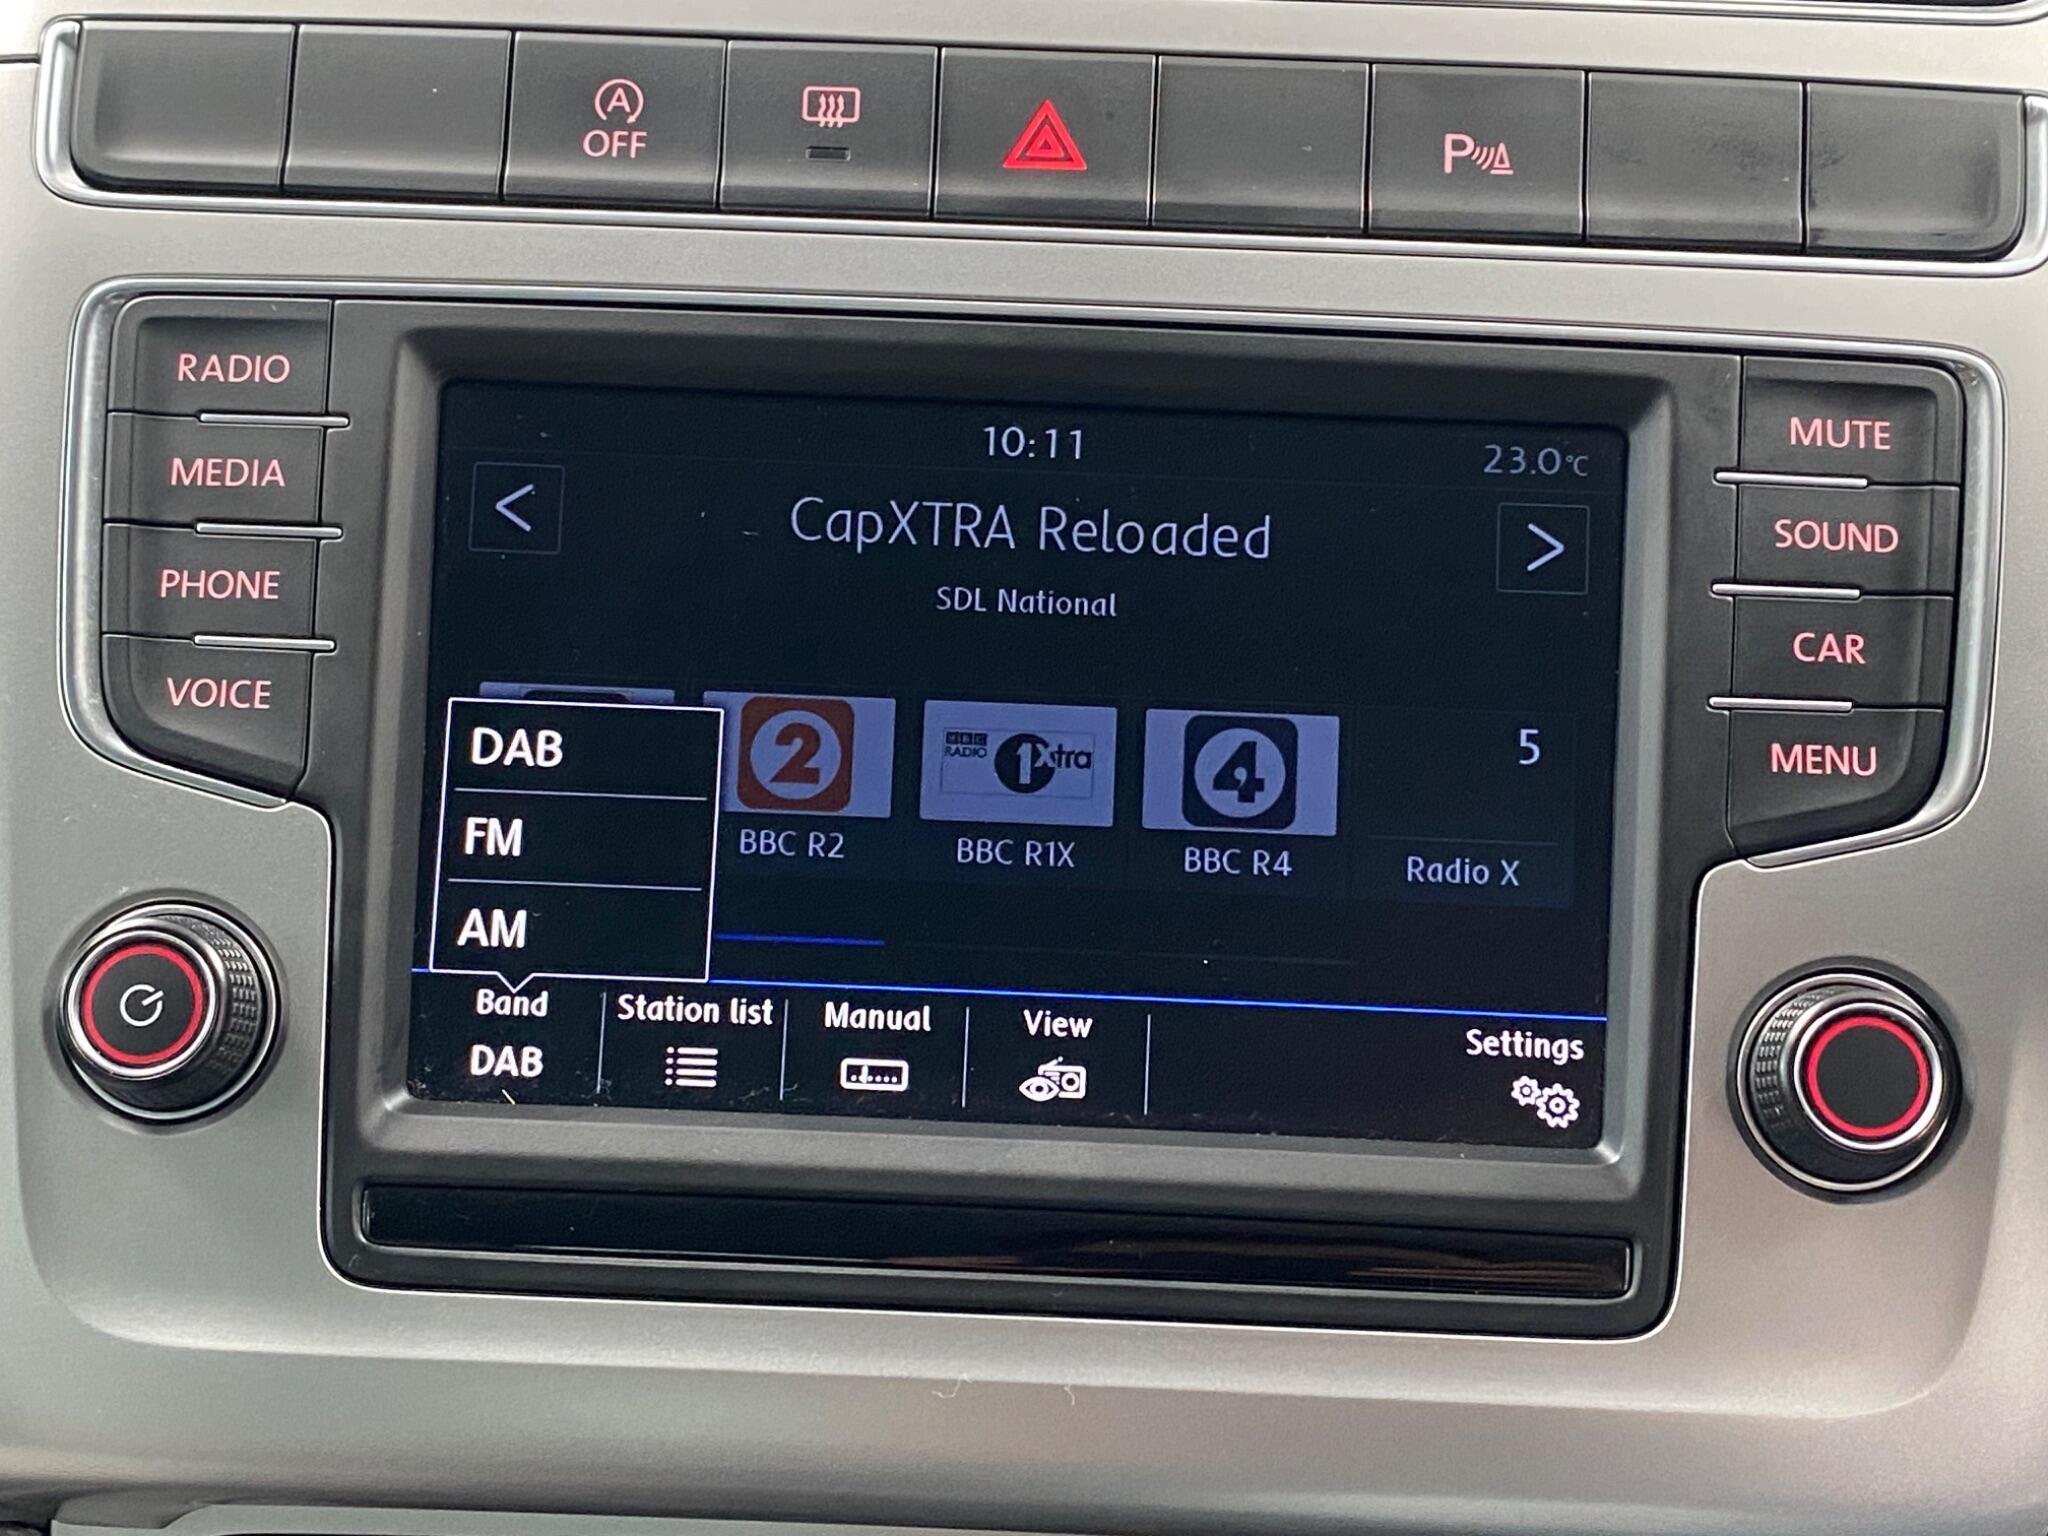 A
OFF
P
RADIO
MEDIA
PHONE
VOICE
10:11
23.0°C
<
CapXTRA Reloaded
>
SDL National
DAB
FM
AM
2
BBC R2
BBC
RADIO
1Xtra
BBC R1X
4
BBC R4
5
Radio X
Band
DAB
Station list
Manual
View
Settings
MUTE
SOUND
CAR
MENU